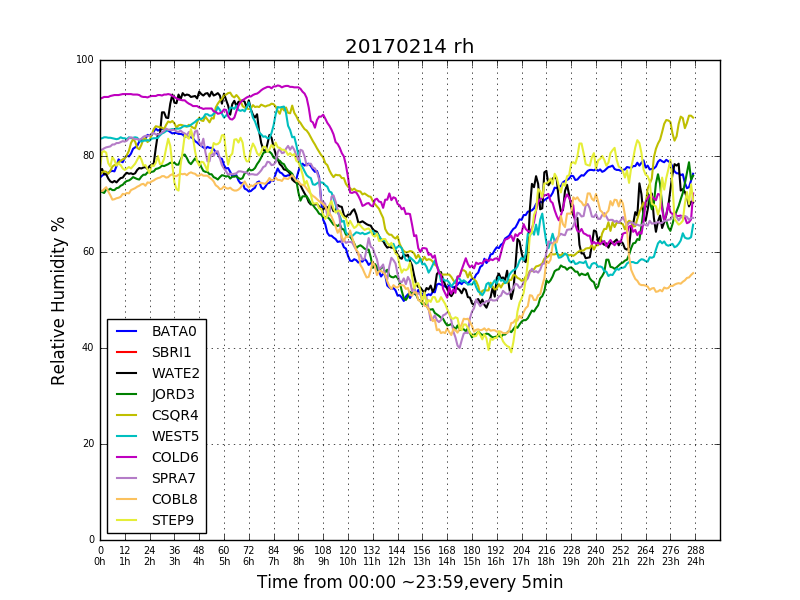 20170214 rh
100
80
60
40
20
0
Relative Humidity %
BATA0
SBRI1
WATE2
JORD3
CSQR4
WEST5
COLD6
SPRA7
COBL8
STEP9
0 12 24 36 48 60 72 84 96 108 120 132 144 156 168 180 192 204 216 228 240 252 264 276 288
0h 1h 2h 3h 4h 5h 6h 7h 8h 9h 10h 11h 12h 13h 14h 15h 16h 17h 18h 19h 20h 21h 22h 23h 24h
Time from 00:00 ~23:59,every 5min